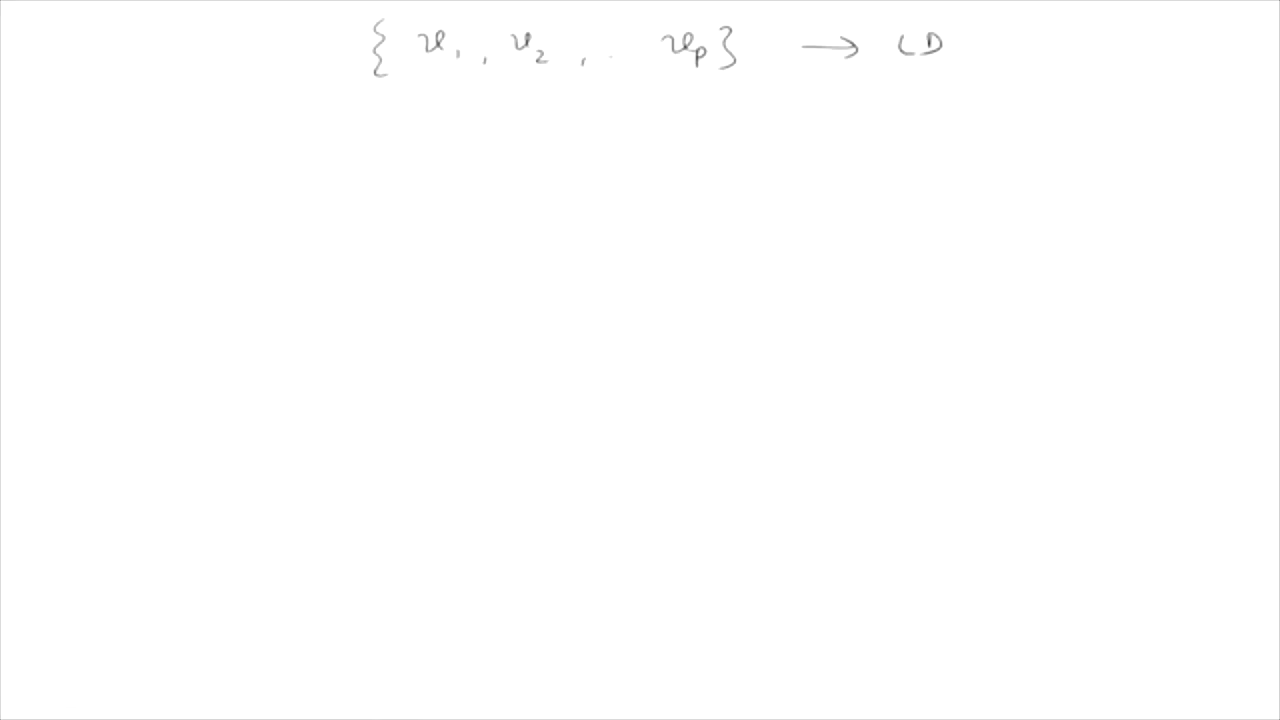 { v₁, v₂, . vₚ} → LD